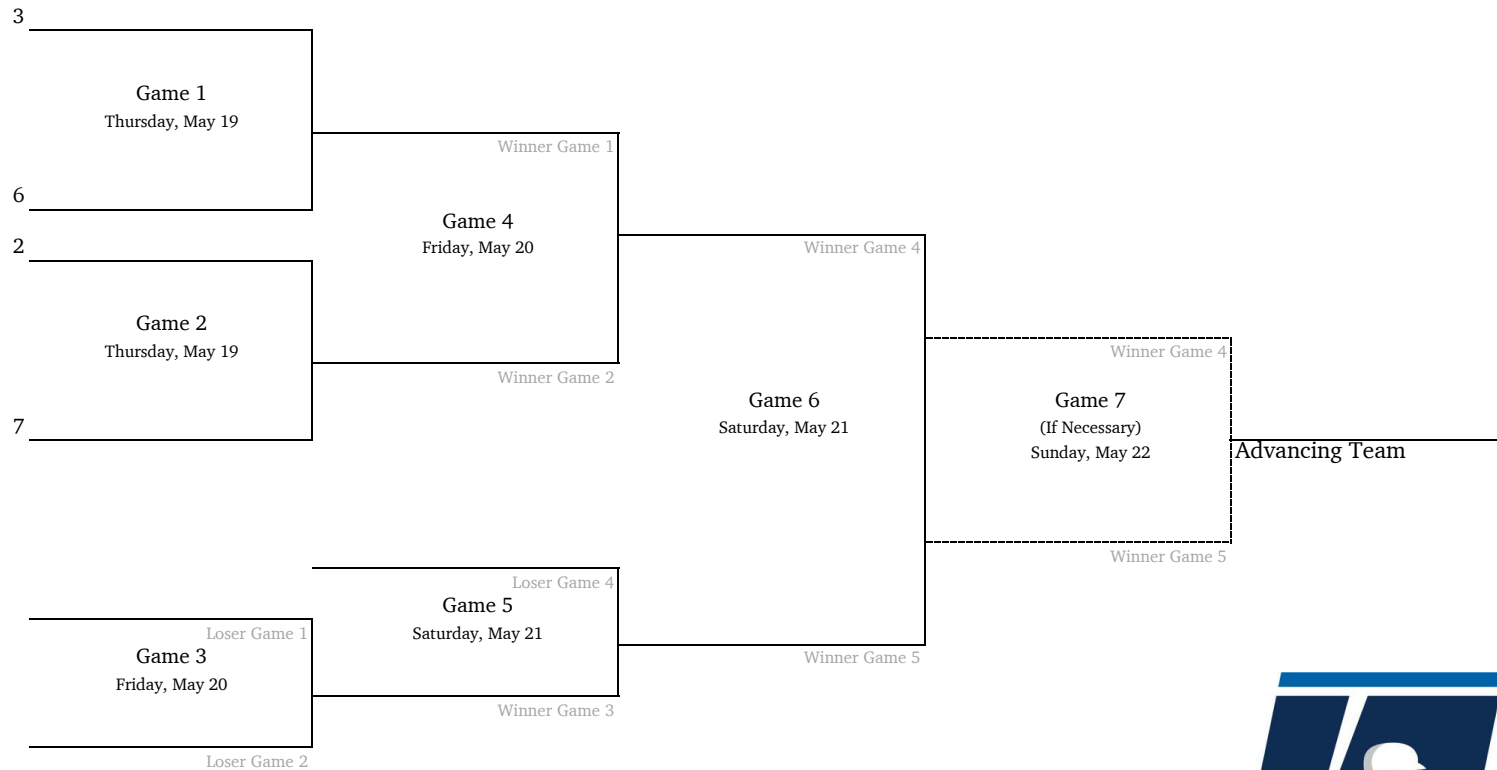 3
Game 1
Thursday, May 19
Winner Game 1
6
Game 4
Friday, May 20
2
Winner Game 4
Game 2
Thursday, May 19
Winner Game 2
7
Game 6
Saturday, May 21
Winner Game 4
Game 7
(If Necessary)
Sunday, May 22
Advancing Team
Winner Game 5
Loser Game 4
Game 5
Saturday, May 21
Winner Game 5
Loser Game 1
Game 3
Friday, May 20
Winner Game 3
Loser Game 2